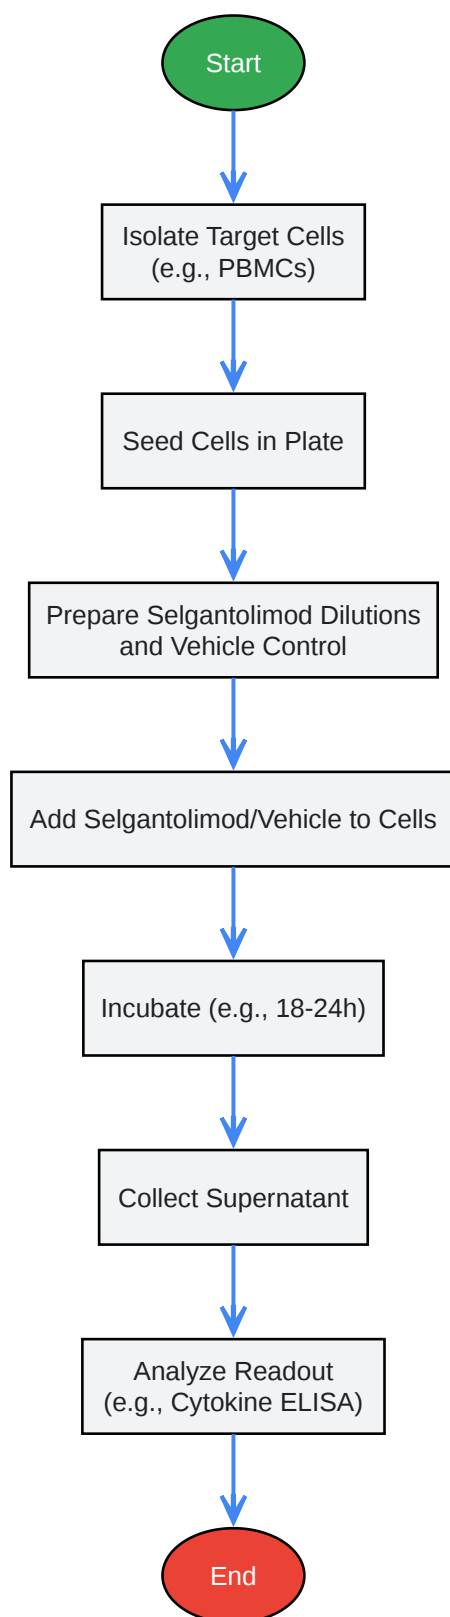 Start
Isolate Target Cells
(e.g., PBMCs)
Seed Cells in Plate
Prepare Selgantolimod Dilutions
and Vehicle Control
Add Selgantolimod/Vehicle to Cells
Incubate (e.g., 18-24h)
Collect Supernatant
Analyze Readout
(e.g., Cytokine ELISA)
End